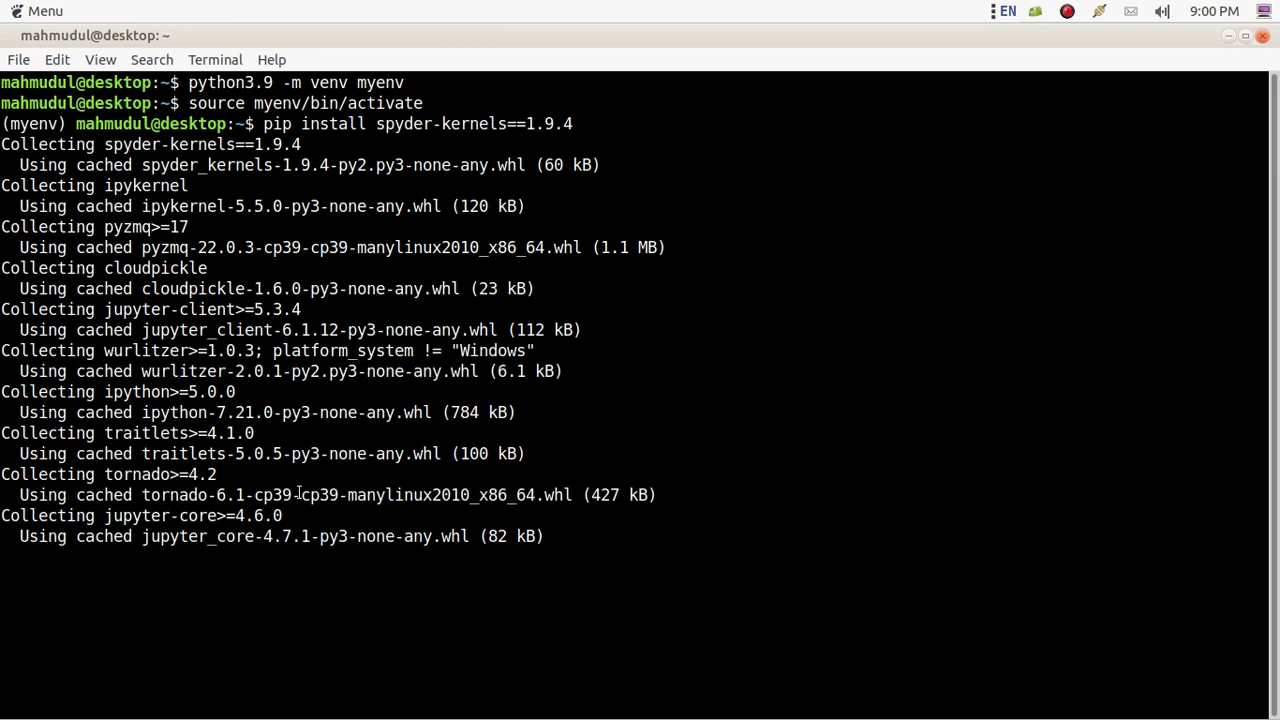 Menu EN 9:00 PM
mahmudul@desktop: ~
File Edit View Search Terminal Help
mahmudul@desktop:~$ python3.9 -m venv myenv
mahmudul@desktop:~$ source myenv/bin/activate
(myenv) mahmudul@desktop:~$ pip install spyder-kernels==1.9.4
Collecting spyder-kernels==1.9.4
  Using cached spyder_kernels-1.9.4-py2.py3-none-any.whl (60 kB)
Collecting ipykernel
  Using cached ipykernel-5.5.0-py3-none-any.whl (120 kB)
Collecting pyzmq>=17
  Using cached pyzmq-22.0.3-cp39-cp39-manylinux2010_x86_64.whl (1.1 MB)
Collecting cloudpickle
  Using cached cloudpickle-1.6.0-py3-none-any.whl (23 kB)
Collecting jupyter-client>=5.3.4
  Using cached jupyter_client-6.1.12-py3-none-any.whl (112 kB)
Collecting wurlitzer>=1.0.3; platform_system != "Windows"
  Using cached wurlitzer-2.0.1-py2.py3-none-any.whl (6.1 kB)
Collecting ipython>=5.0.0
  Using cached ipython-7.21.0-py3-none-any.whl (784 kB)
Collecting traitlets>=4.1.0
  Using cached traitlets-5.0.5-py3-none-any.whl (100 kB)
Collecting tornado>=4.2
  Using cached tornado-6.1-cp39-cp39-manylinux2010_x86_64.whl (427 kB)
Collecting jupyter-core>=4.6.0
  Using cached jupyter_core-4.7.1-py3-none-any.whl (82 kB)